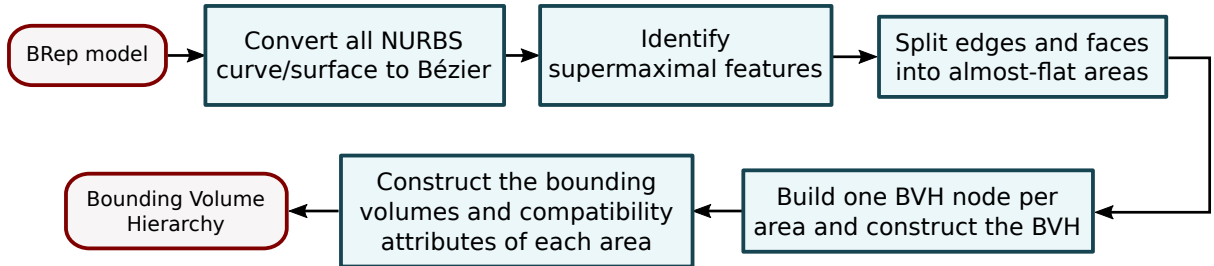 BRep model
Convert all NURBS
curve/surface to Bézier
Identify
supermaximal features
Split edges and faces
into almost-flat areas
Build one BVH node per
area and construct the BVH
Construct the bounding
volumes and compatibility
attributes of each area
Bounding Volume
Hierarchy